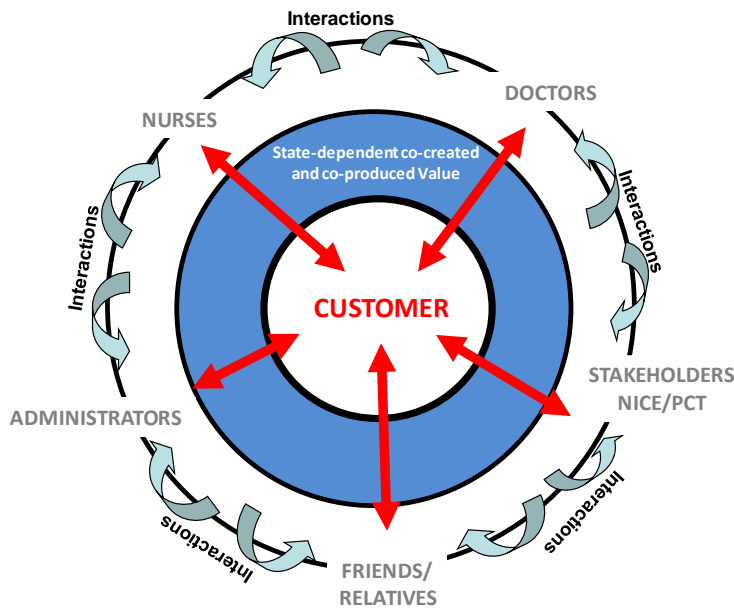 Interactions
DOCTORS
NURSES
State-dependent co-created
and co-produced Value
Interactions
Interactions
CUSTOMER
STAKEHOLDERS
NICE/PCT
ADMINISTRATORS
Interactions
Interactions
FRIENDS/
RELATIVES